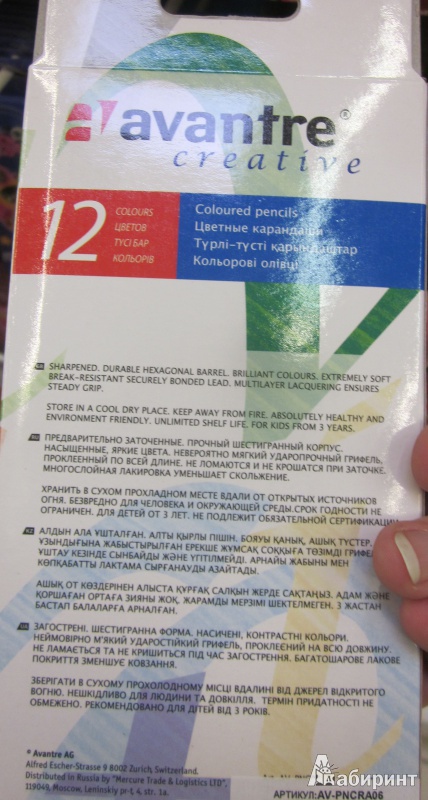 avantre®
creative
12
COLOURS
ЦВЕТОВ
ТҮСІ БАР
КОЛЬОРІВ
Coloured pencils
Цветные карандаши
Түрлі-түсті қарындаштар
Кольорові олівці
GB SHARPENED. DURABLE HEXAGONAL BARREL. BRILLIANT COLOURS. EXTREMELY SOFT
BREAK-RESISTANT SECURELY BONDED LEAD. MULTILAYER LACQUERING ENSURES
STEADY GRIP.
STORE IN A COOL DRY PLACE. KEEP AWAY FROM FIRE. ABSOLUTELY HEALTHY AND
ENVIRONMENT FRIENDLY. UNLIMITED SHELF LIFE. FOR KIDS FROM 3 YEARS.
RU ПРЕДВАРИТЕЛЬНО ЗАТОЧЕННЫЕ. ПРОЧНЫЙ ШЕСТИГРАННЫЙ КОРПУС.
НАСЫЩЕННЫЕ, ЯРКИЕ ЦВЕТА. НЕВЕРОЯТНО МЯГКИЙ УДАРОПРОЧНЫЙ ГРИФЕЛЬ,
ПРОКЛЕЕННЫЙ ПО ВСЕЙ ДЛИНЕ. НЕ ЛОМАЮТСЯ И НЕ КРОШАТСЯ ПРИ ЗАТОЧКЕ.
МНОГОСЛОЙНАЯ ЛАКИРОВКА УМЕНЬШАЕТ СКОЛЬЖЕНИЕ.
ХРАНИТЬ В СУХОМ ПРОХЛАДНОМ МЕСТЕ ВДАЛИ ОТ ОТКРЫТЫХ ИСТОЧНИКОВ
ОГНЯ. БЕЗВРЕДНО ДЛЯ ЧЕЛОВЕКА И ОКРУЖАЮЩЕЙ СРЕДЫ.СРОК ГОДНОСТИ НЕ
ОГРАНИЧЕН. ДЛЯ ДЕТЕЙ ОТ 3 ЛЕТ. НЕ ПОДЛЕЖИТ ОБЯЗАТЕЛЬНОЙ СЕРТИФИКАЦИИ
KZ АЛДЫН АЛА ҰШТАЛҒАН. АЛТЫ ҚЫРЛЫ ПІШІН. БОЯУЫ ҚАНЫҚ, АШЫҚ ТҮСТЕР.
ҰЗЫНДЫҒЫНА ЖАБЫСТЫРЫЛҒАН ЕРЕКШЕ ЖҰМСАҚ СОҚҚЫҒА ТӨЗІМДІ ГРИФЕ
ҰШТАУ КЕЗІНДЕ СЫНБАЙДЫ ЖӘНЕ ҮГІТІЛМЕЙДІ. АРНАЙЫ ЖАБЫНЫ МЕН
КӨПҚАБАТТЫ ЛАКТАМА СЫРҒАНАУДЫ АЗАЙТАДЫ.
АШЫҚ ОТ КӨЗДЕРІНЕН АЛЫСТА ҚҰРҒАҚ САЛҚЫН ЖЕРДЕ САҚТАҢЫЗ. АДАМ ЖӘНЕ
ҚОРШАҒАН ОРТАҒА ЗИЯНЫ ЖОҚ. ЖАРАМДЫ МЕРЗІМІ ШЕКТЕЛМЕГЕН. 3 ЖАСТАН
БАСТАП БАЛАЛАРҒА АРНАЛҒАН.
UA ЗАГОСТРЕНІ. ШЕСТИГРАННА ФОРМА. НАСИЧЕНІ, КОНТРАСТНІ КОЛЬОРИ.
НЕЙМОВІРНО М'ЯКИЙ УДАРОСТІЙКИЙ ГРИФЕЛЬ, ПРОКЛЕЄНИЙ НА ВСЮ ДОВЖИНУ.
НЕ ЛАМАЄТЬСЯ ТА НЕ КРИШИТЬСЯ ПІД ЧАС ЗАГОСТРЕННЯ. БАГАТОШАРОВЕ ЛАКОВЕ
ПОКРИТТЯ ЗМЕНШУЄ КОВЗАННЯ.
ЗБЕРІГАТИ В СУХОМУ ПРОХОЛОДНОМУ МІСЦІ ВДАЛИНІ ВІД ДЖЕРЕЛ ВІДКРИТОГО
ВОГНЮ. НЕШКІДЛИВО ДЛЯ ЛЮДИНИ ТА ДОВКІЛЛЯ. ТЕРМІН ПРИДАТНОСТІ НЕ
ОБМЕЖЕНО. РЕКОМЕНДОВАНО ДЛЯ ДІТЕЙ ВІД 3 РОКІВ.
® Avantre AG
Alfred Escher-Strasse 9 8002 Zurich, Switzerland.
Distributed in Russia by "Mercure Trade & Logistics" Ltd.
119049, Moscow, Leninskiy pr-t, 4, str. 1a.
АРТИКУЛ: AV-PNCRA06
Лабиринт